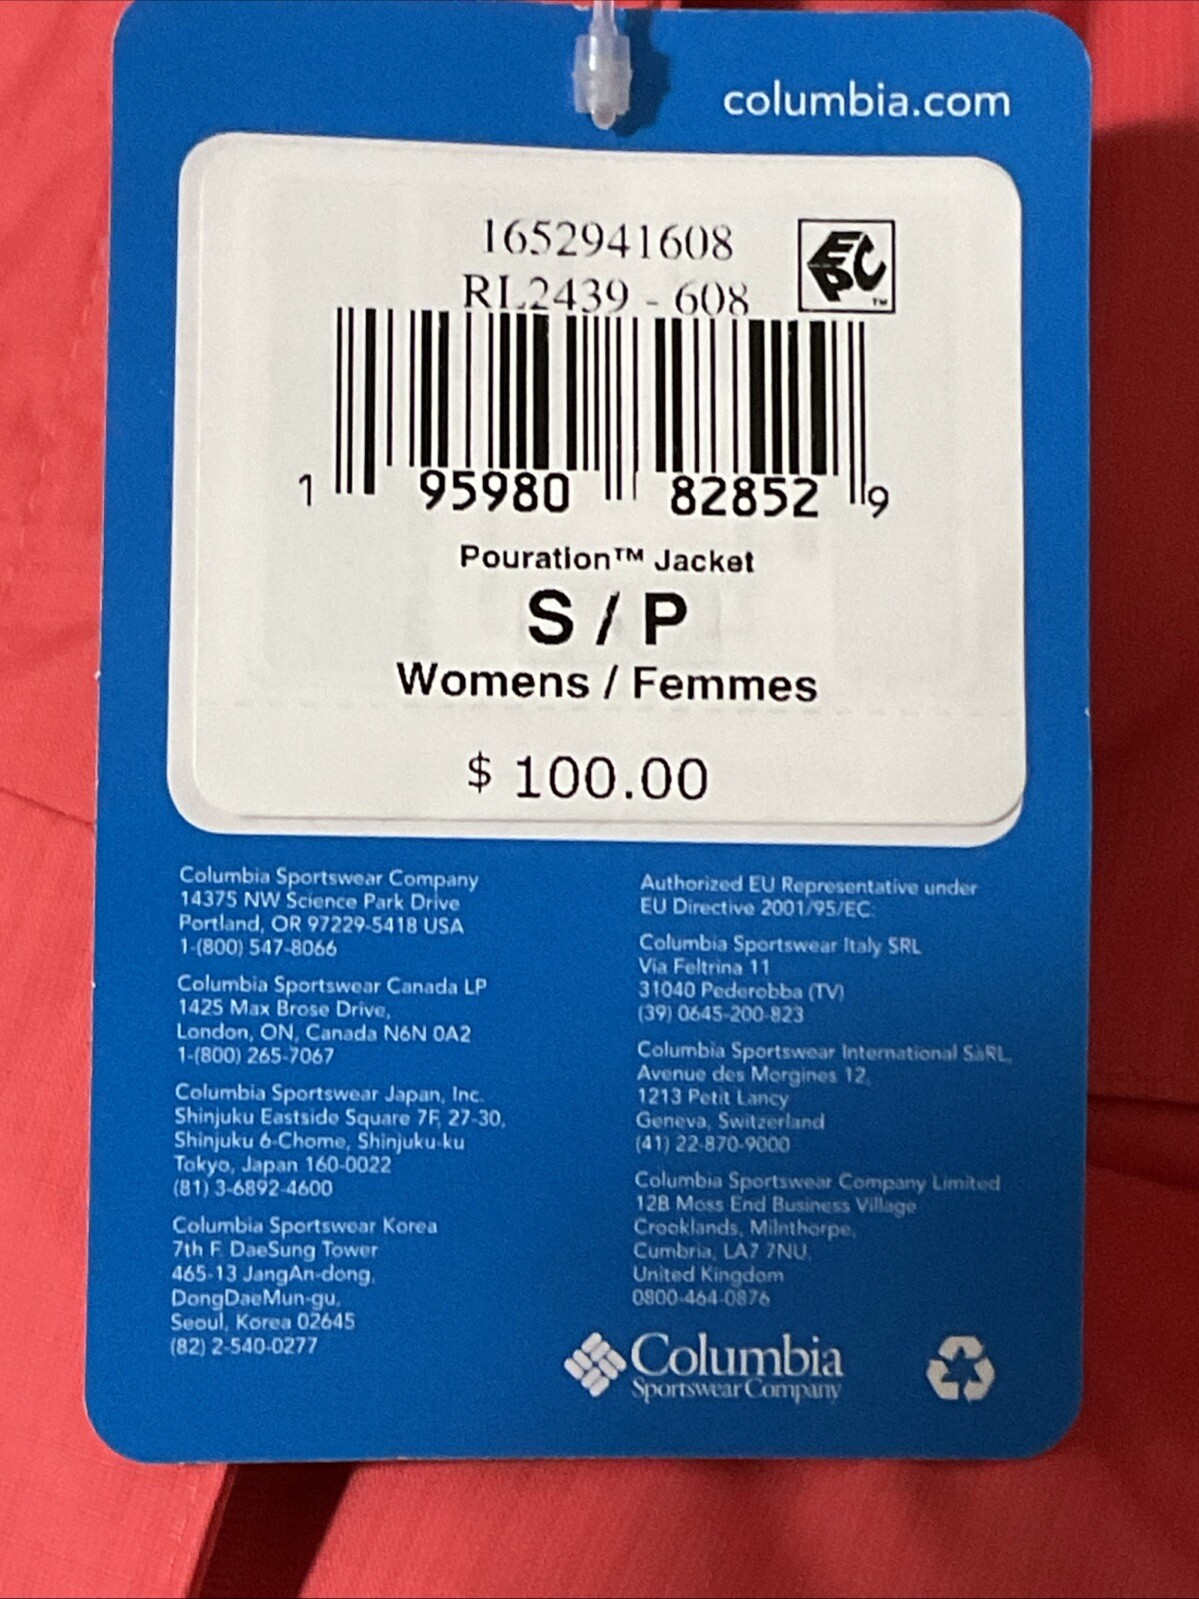 columbia.com
1652941608
RL2439 - 608
EPC™
1 95980 82852 9
Pouration™ Jacket
S / P
Womens / Femmes
$ 100.00
Columbia Sportswear Company
14375 NW Science Park Drive
Portland, OR 97229-5418 USA
1-(800) 547-8066
Columbia Sportswear Canada LP
1425 Max Brose Drive,
London, ON, Canada N6N 0A2
1-(800) 265-7067
Columbia Sportswear Japan, Inc.
Shinjuku Eastside Square 7F, 27-30,
Shinjuku 6-Chome, Shinjuku-ku
Tokyo, Japan 160-0022
(81) 3-6892-4600
Columbia Sportswear Korea
7th F. DaeSung Tower
465-13 JangAn-dong,
DongDaeMun-gu,
Seoul, Korea 02645
(82) 2-540-0277
Authorized EU Representative under
EU Directive 2001/95/EC:
Columbia Sportswear Italy SRL
Via Feltrina 11
31040 Pederobba (TV)
(39) 0645-200-823
Columbia Sportswear International SàRL,
Avenue des Morgines 12,
1213 Petit Lancy
Geneva, Switzerland
(41) 22-870-9000
Columbia Sportswear Company Limited
12B Moss End Business Village
Crooklands, Milnthorpe,
Cumbria, LA7 7NU,
United Kingdom
0800-464-0876
Columbia
Sportswear Company